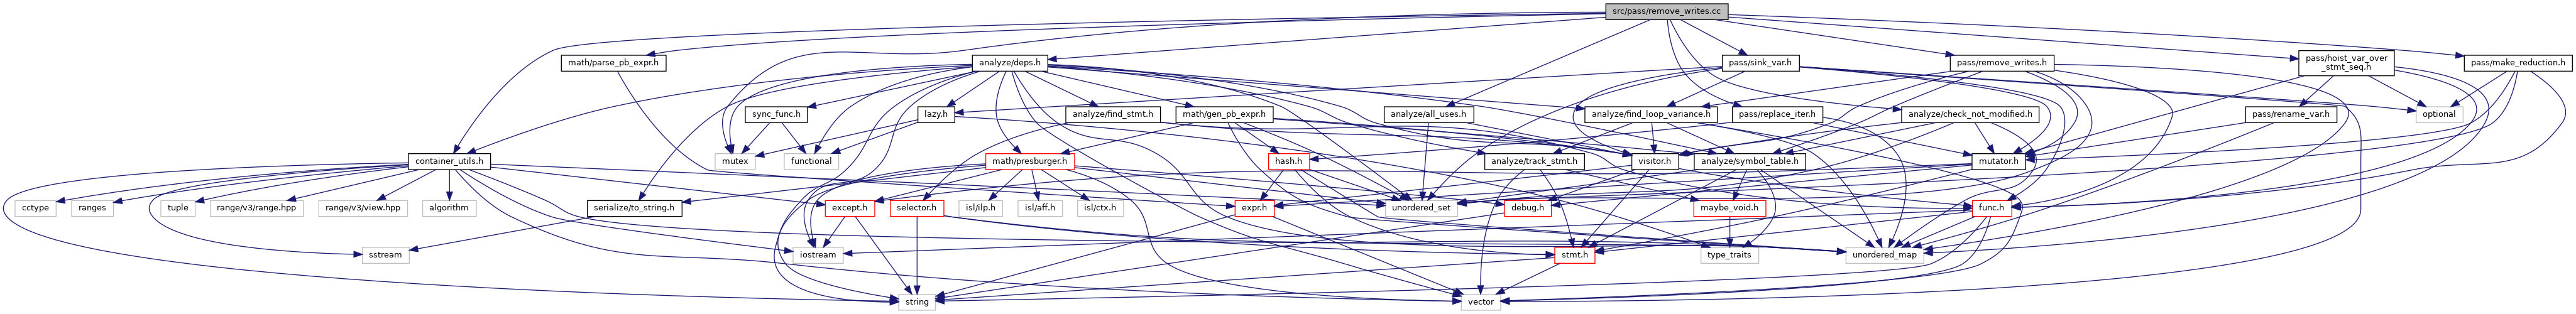 src/pass/remove_writes.cc
math/parse_pb_expr.h
analyze/deps.h
pass/sink_var.h
pass/remove_writes.h
pass/hoist_var_over
_stmt_seq.h
pass/make_reduction.h
sync_func.h
lazy.h
analyze/find_stmt.h
math/gen_pb_expr.h
analyze/all_uses.h
analyze/find_loop_variance.h
pass/replace_iter.h
analyze/check_not_modified.h
pass/rename_var.h
optional
container_utils.h
mutex
functional
math/presburger.h
hash.h
analyze/track_stmt.h
visitor.h
analyze/symbol_table.h
mutator.h
cctype
ranges
tuple
range/v3/range.hpp
range/v3/view.hpp
algorithm
serialize/to_string.h
except.h
selector.h
isl/ilp.h
isl/aff.h
isl/ctx.h
expr.h
unordered_set
debug.h
maybe_void.h
func.h
sstream
iostream
stmt.h
type_traits
unordered_map
string
vector